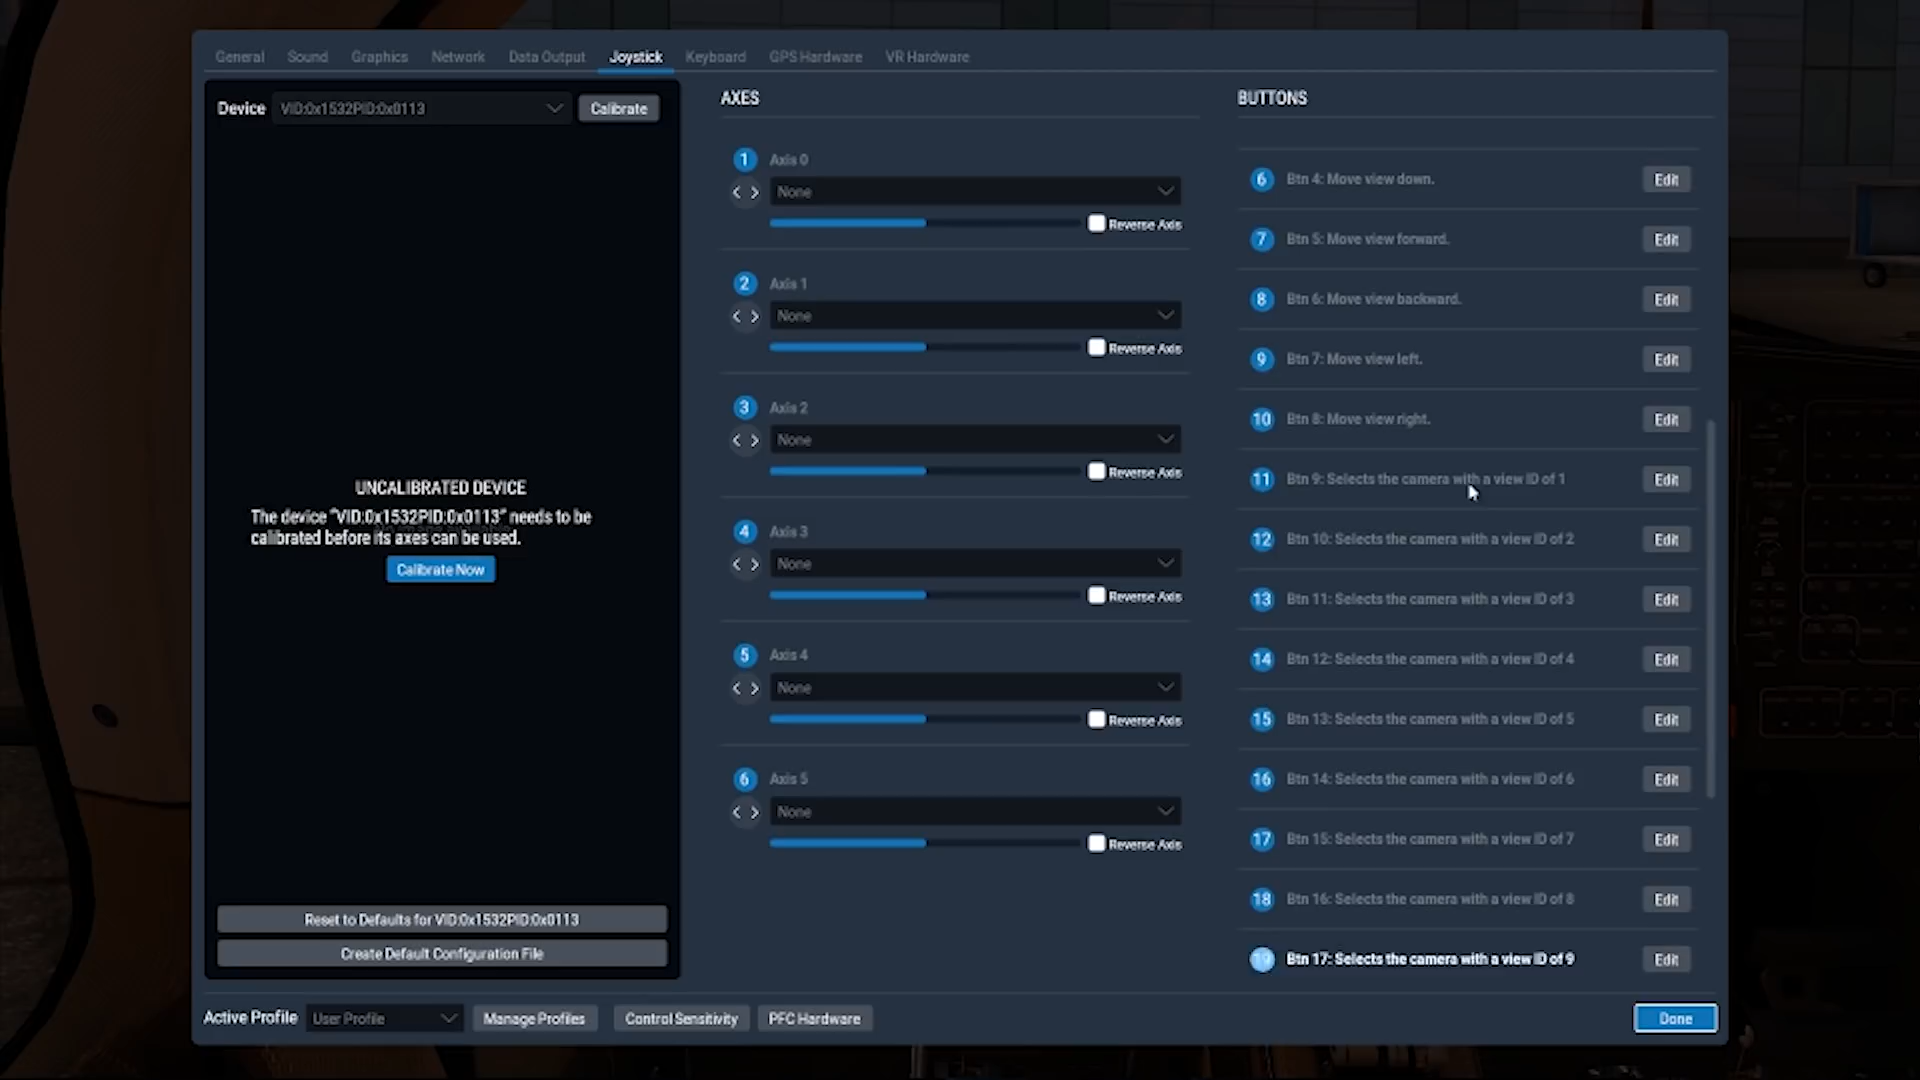 General Sound Graphics Network Data Output Joystick Keyboard GPS Hardware VR Hardware
Device VID:0x1532PID:0x0113 Calibrate
UNCALIBRATED DEVICE
The device "VID:0x1532PID:0x0113" needs to be
calibrated before its axes can be used.
Calibrate Now
Reset to Defaults for VID:0x1532PID:0x0113
Create Default Configuration File
AXES
1 Axis 0
None
Reverse Axis
2 Axis 1
None
Reverse Axis
3 Axis 2
None
Reverse Axis
4 Axis 3
None
Reverse Axis
5 Axis 4
None
Reverse Axis
6 Axis 5
None
Reverse Axis
BUTTONS
6 Btn 4: Move view down. Edit
7 Btn 5: Move view forward. Edit
8 Btn 6: Move view backward. Edit
9 Btn 7: Move view left. Edit
10 Btn 8: Move view right. Edit
11 Btn 9: Selects the camera with a view ID of 1 Edit
12 Btn 10: Selects the camera with a view ID of 2 Edit
13 Btn 11: Selects the camera with a view ID of 3 Edit
14 Btn 12: Selects the camera with a view ID of 4 Edit
15 Btn 13: Selects the camera with a view ID of 5 Edit
16 Btn 14: Selects the camera with a view ID of 6 Edit
17 Btn 15: Selects the camera with a view ID of 7 Edit
18 Btn 16: Selects the camera with a view ID of 8 Edit
19 Btn 17: Selects the camera with a view ID of 9 Edit
Active Profile User Profile Manage Profiles Control Sensitivity PFC Hardware Done